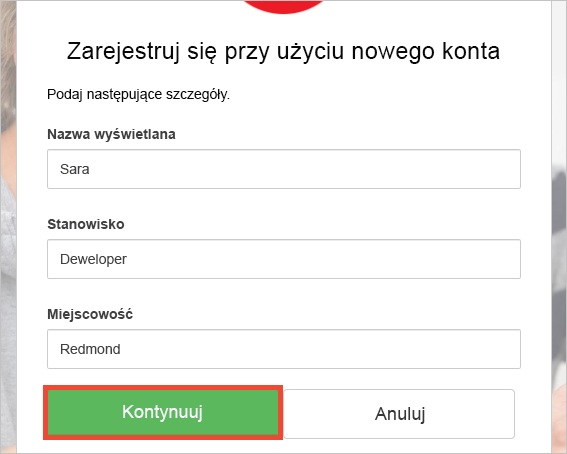 Zarejestruj się przy użyciu nowego konta
Podaj następujące szczegóły.
Nazwa wyświetlana
Sara
Stanowisko
Deweloper
Miejscowość
Redmond
Kontynuuj
Anuluj